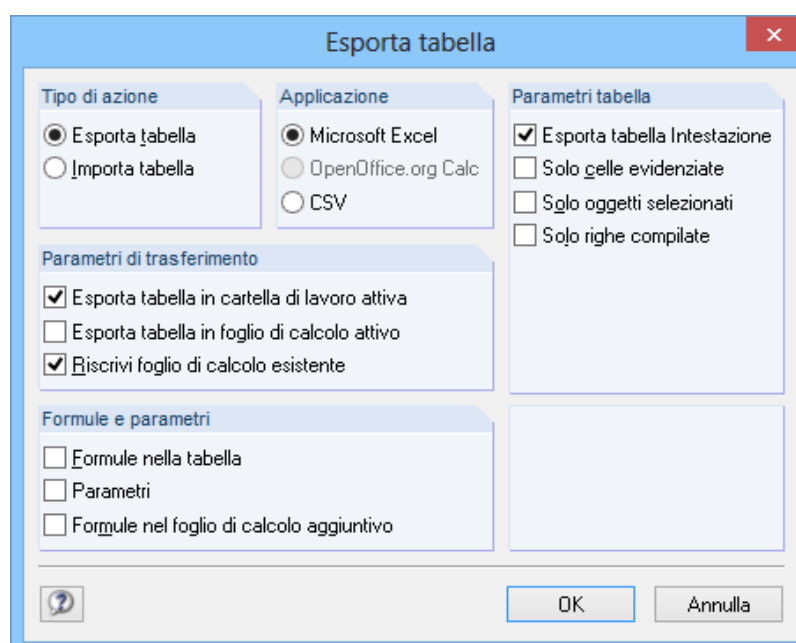 Esporta tabella
Tipo di azione
Esporta tabella
Importa tabella
Applicazione
Microsoft Excel
OpenOffice.org Calc
CSV
Parametri tabella
Esporta tabella Intestazione
Solo celle evidenziate
Solo oggetti selezionati
Solo righe compilate
Parametri di trasferimento
Esporta tabella in cartella di lavoro attiva
Esporta tabella in foglio di calcolo attivo
Riscrivi foglio di calcolo esistente
Formule e parametri
Formule nella tabella
Parametri
Formule nel foglio di calcolo aggiuntivo
OK
Annulla